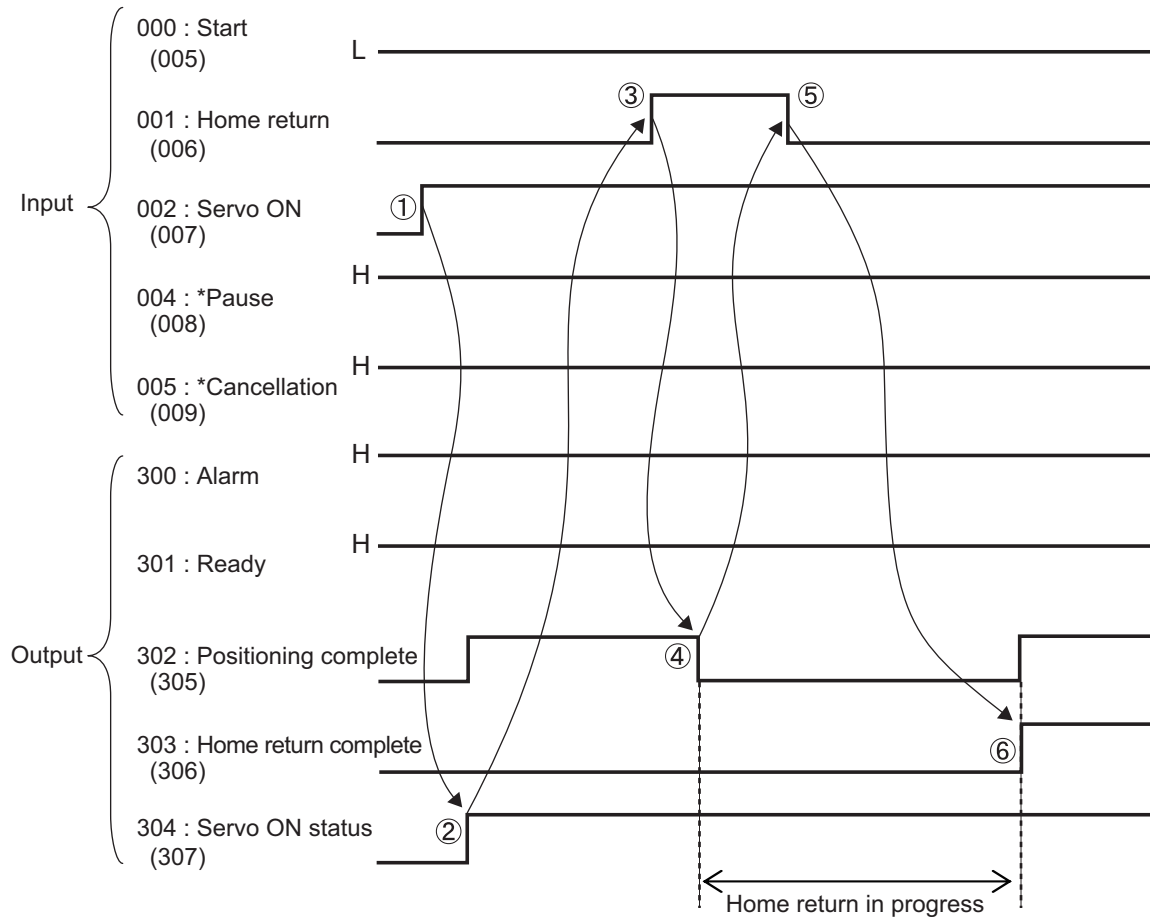 000 : Start
(005)
L
001 : Home return
(006)
③
⑤
Input
002 : Servo ON
(007)
①
004 : *Pause
(008)
H
005 : *Cancellation
(009)
H
300 : Alarm
H
301 : Ready
H
Output
302 : Positioning complete
(305)
④
303 : Home return complete
(306)
⑥
304 : Servo ON status
(307)
②
Home return in progress